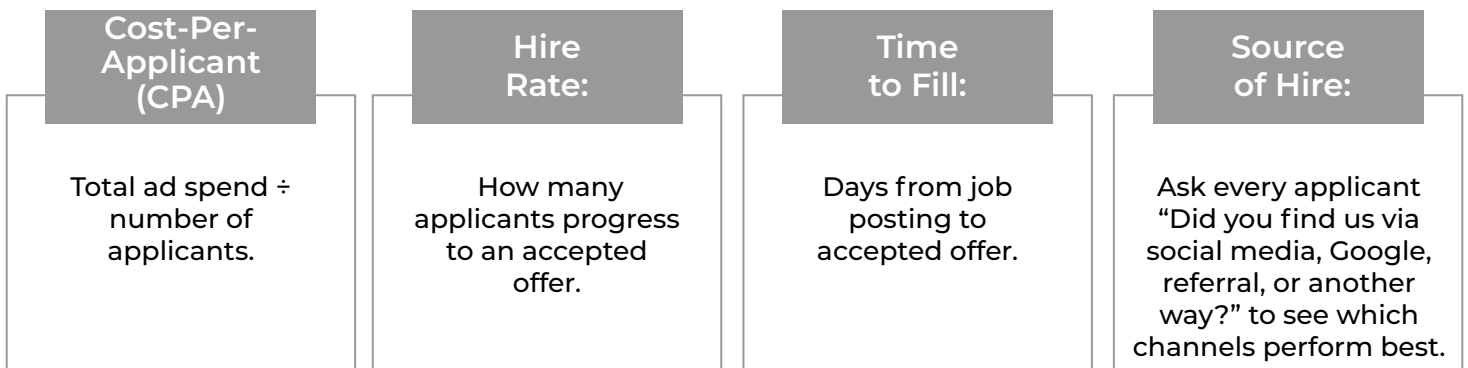 Cost-Per-
Applicant
(CPA)
Total ad spend ÷
number of
applicants.
Hire
Rate:
How many
applicants progress
to an accepted
offer.
Time
to Fill:
Days from job
posting to
accepted offer.
Source
of Hire:
Ask every applicant
“Did you find us via
social media, Google,
referral, or another
way?” to see which
channels perform best.